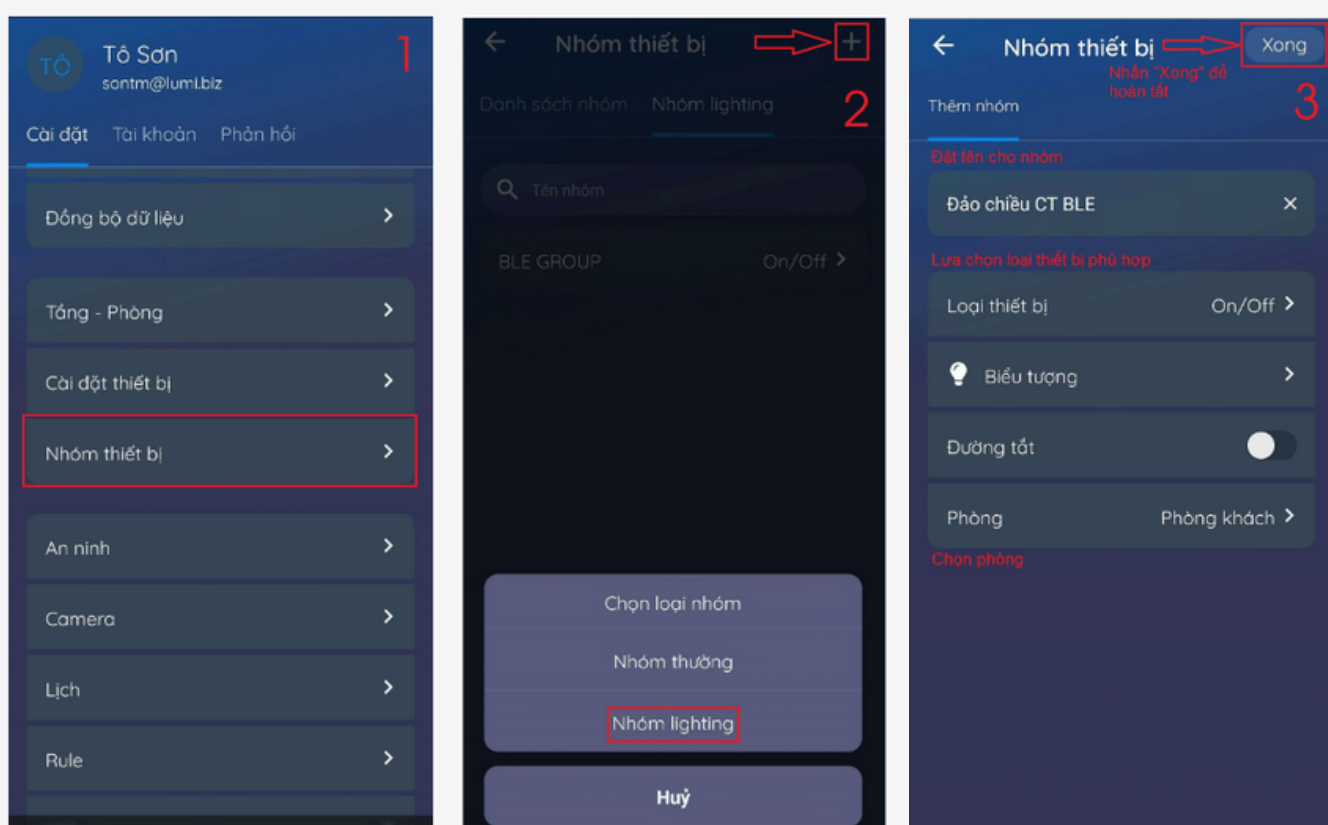 TÔ
Tô Sơn
sontm@lumi.biz
1
Cài đặt Tài khoản Phản hồi
Đồng bộ dữ liệu
Tầng - Phòng
Cài đặt thiết bị
Nhóm thiết bị
An ninh
Camera
Lịch
Rule
Nhóm thiết bị
2
Danh sách nhóm Nhóm lighting
Tên nhóm
BLE GROUP On/Off
Chọn loại nhóm
Nhóm thường
Nhóm lighting
Huỷ
Nhóm thiết bị Xong
Nhấn "Xong" để
hoàn tất
3
Thêm nhóm
Đặt tên cho nhóm
Đảo chiều CT BLE
Lựa chọn loại thiết bị phù hợp
Loại thiết bị On/Off
Biểu tượng
Đường tắt
Phòng Phòng khách
Chọn phòng